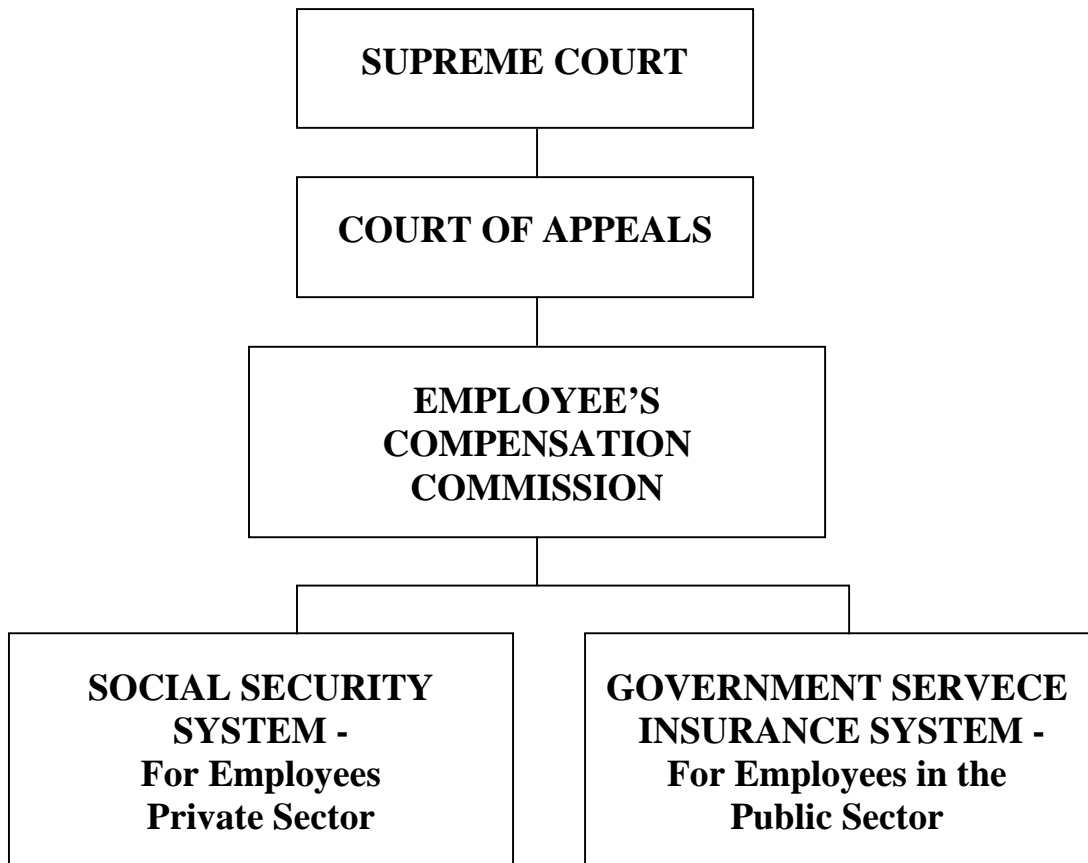 SUPREME COURT
COURT OF APPEALS
EMPLOYEE’S
COMPENSATION
COMMISSION
SOCIAL SECURITY
SYSTEM -
For Employees
Private Sector
GOVERNMENT SERVECE
INSURANCE SYSTEM -
For Employees in the
Public Sector